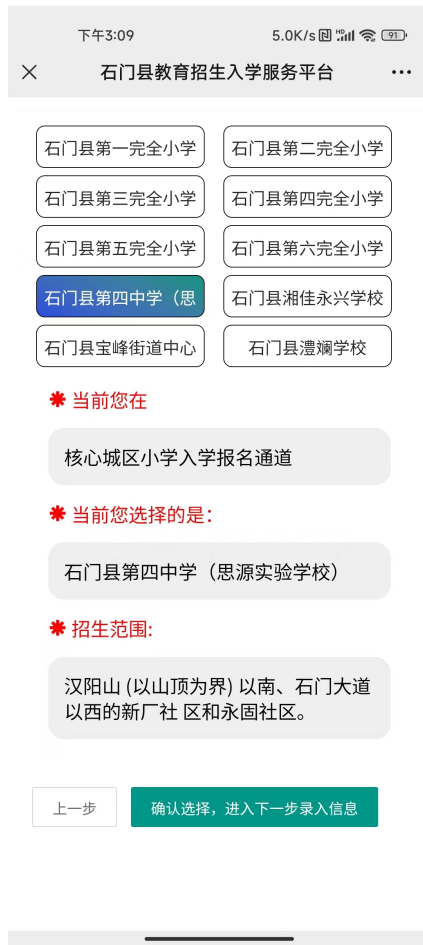 下午3:09 5.0K/s HD 91
石门县教育招生入学服务平台
石门县第一完全小学 石门县第二完全小学
石门县第三完全小学 石门县第四完全小学
石门县第五完全小学 石门县第六完全小学
石门县第四中学（思 石门县湘佳永兴学校
石门县宝峰街道中心 石门县澧斓学校
✱ 当前您在
核心城区小学入学报名通道
✱ 当前您选择的是：
石门县第四中学（思源实验学校）
✱ 招生范围:
汉阳山 (以山顶为界) 以南、石门大道
以西的新厂社 区和永固社区。
上一步 确认选择，进入下一步录入信息